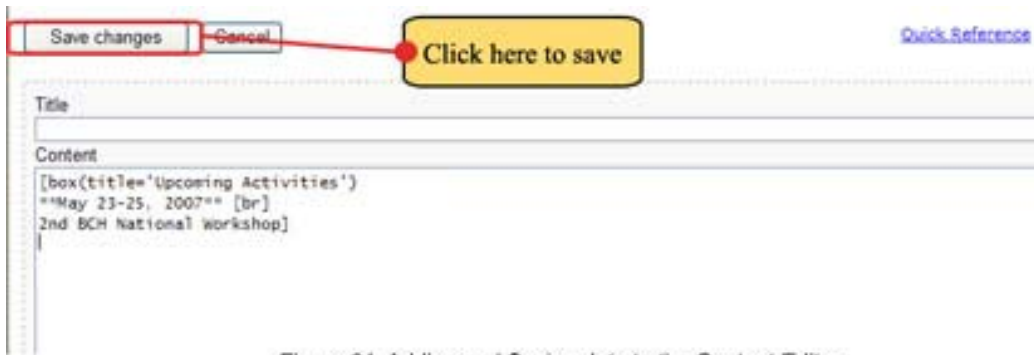 Save changes Cancel Click here to save Quick Reference
Title
Content
[box(title='Upcoming Activities')
**May 23-25, 2007** [br]
2nd BCH National Workshop]